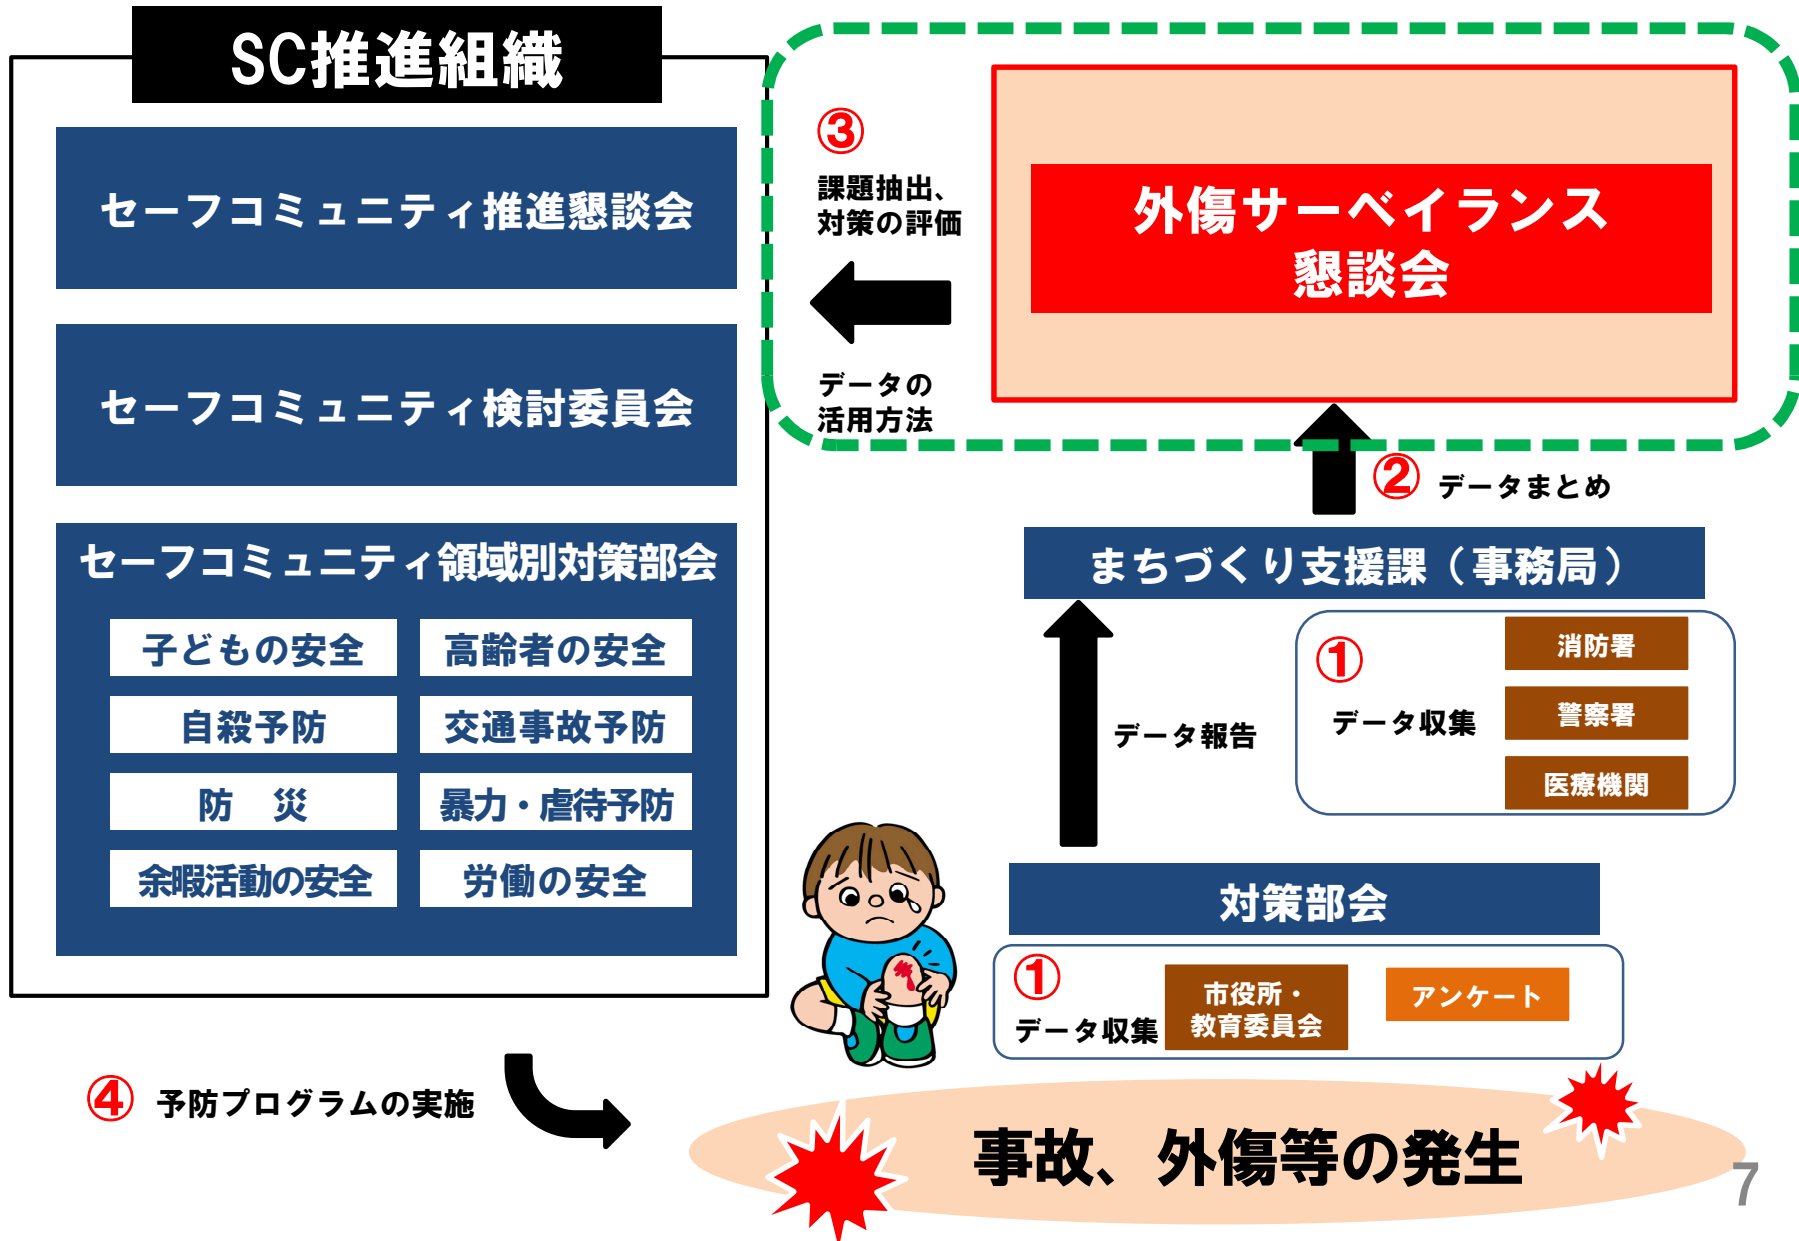 SC推進組織
セーフコミュニティ推進懇談会
セーフコミュニティ検討委員会
セーフコミュニティ領域別対策部会
子どもの安全
高齢者の安全
自殺予防
交通事故予防
防　災
暴力・虐待予防
余暇活動の安全
労働の安全
③
課題抽出、
対策の評価
データの
活用方法
外傷サーベイランス
懇談会
②
データまとめ
まちづくり支援課（事務局）
①
データ収集
消防署
警察署
医療機関
データ報告
対策部会
①
データ収集
市役所・
教育委員会
アンケート
④
予防プログラムの実施
事故、外傷等の発生
7